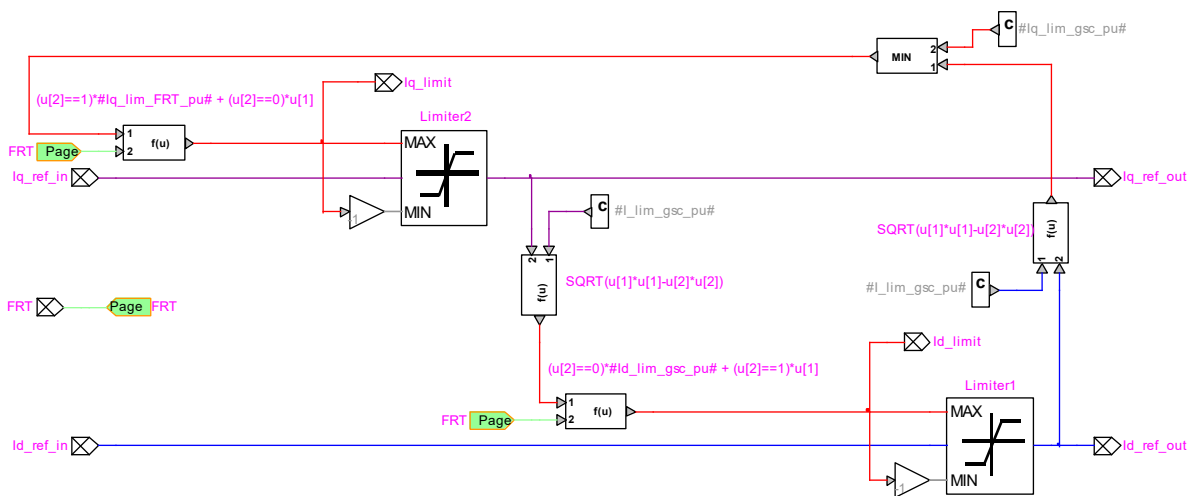 C
#Iq_lim_gsc_pu#
2
1
MIN
Iq_limit
(u[2]==1)*#Iq_lim_FRT_pu# + (u[2]==0)*u[1]
Limiter2
1
2
f(u)
FRT
Page
MAX
Iq_ref_in
Iq_ref_out
-1
MIN
C
#I_lim_gsc_pu#
SQRT(u[1]*u[1]-u[2]*u[2])
f(u)
1
2
2
1
f(u)
SQRT(u[1]*u[1]-u[2]*u[2])
#I_lim_gsc_pu#
C
FRT
Page
FRT
Id_limit
(u[2]==0)*#Id_lim_gsc_pu# + (u[2]==1)*u[1]
Limiter1
1
2
f(u)
FRT
Page
MAX
Id_ref_in
Id_ref_out
-1
MIN